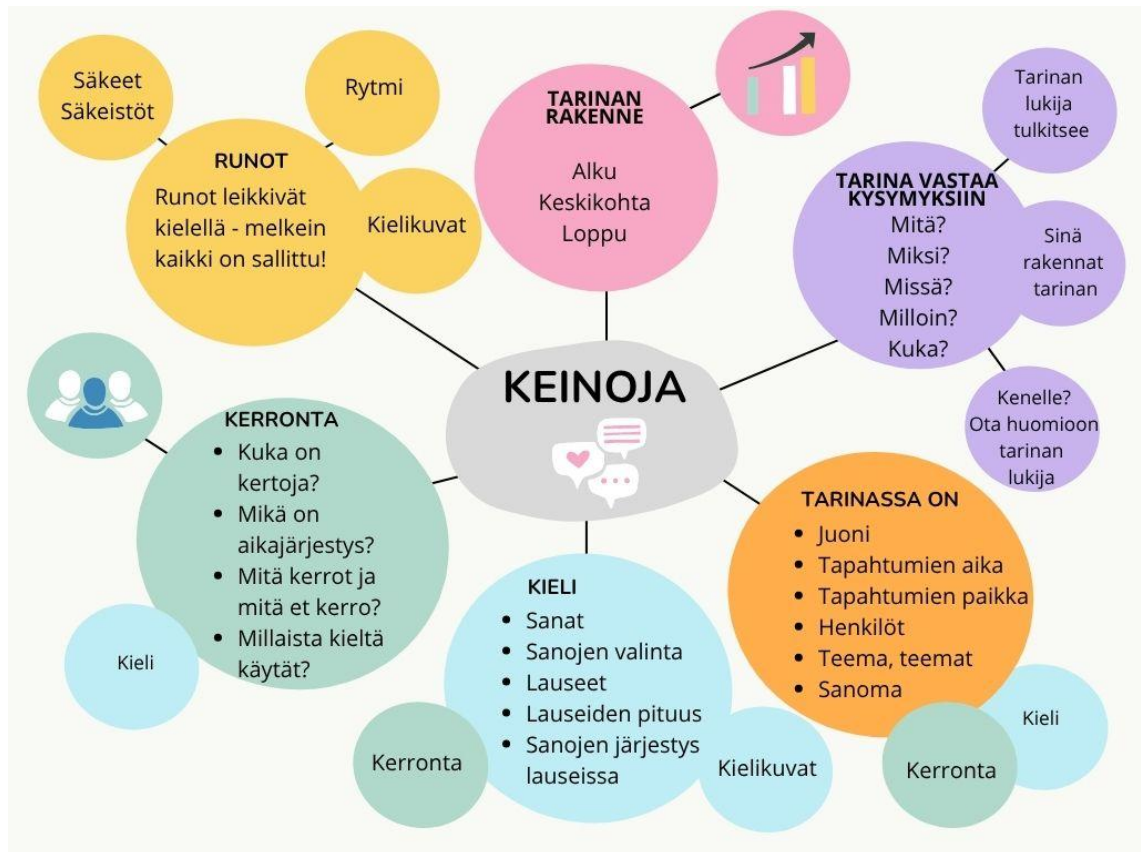 Säkeet
Säkeistöt
Rytmi
RUNOT
Runot leikkivät
kielellä - melkein
kaikki on sallittu!
Kielikuvat
TARINAN
RAKENNE
Alku
Keskikohta
Loppu
TARINA VASTAA
KYSYMYKSIIN
Mitä?
Miksi?
Missä?
Milloin?
Kuka?
Tarinan
lukija
tulkitsee
Sinä
rakennat
tarinan
Kenelle?
Ota huomioon
tarinan
lukija
KEINOJA
KERRONTA
• Kuka on
kertoja?
• Mikä on
aikajärjestys?
• Mitä kerrot ja
mitä et kerro?
• Millaista kieltä
käytät?
Kieli
KIELI
• Sanat
• Sanojen valinta
• Lauseet
• Lauseiden pituus
• Sanojen järjestys
lauseissa
Kerronta
Kielikuvat
TARINASSA ON
• Juoni
• Tapahtumien aika
• Tapahtumien paikka
• Henkilöt
• Teema, teemat
• Sanoma
Kieli
Kerronta